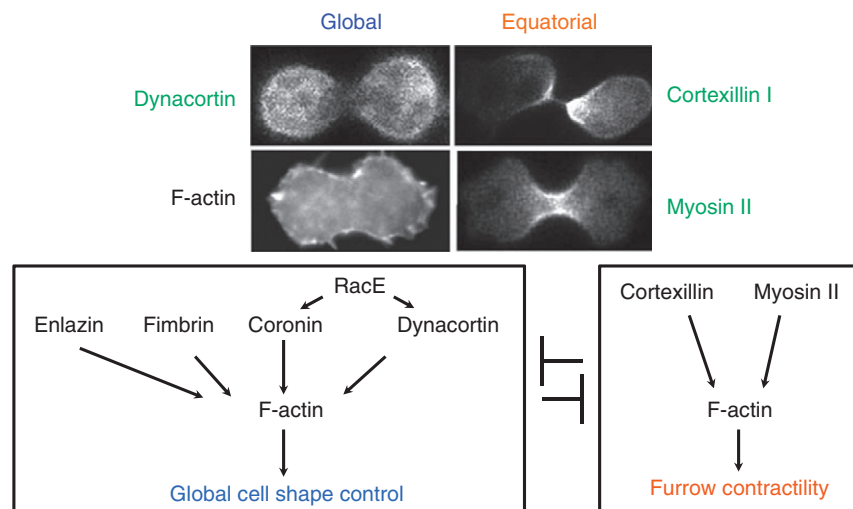 Global
Equatorial
Dynacortin
Cortexillin I
F-actin
Myosin II
RacE
Enlazin
Fimbrin
Coronin
Dynacortin
F-actin
Global cell shape control
Cortexillin
Myosin II
F-actin
Furrow contractility